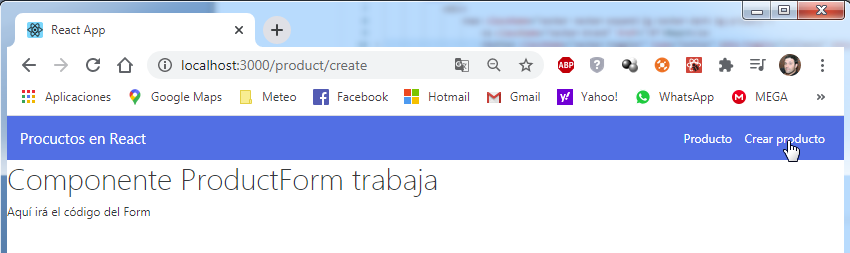 React App
localhost:3000/product/create
ABP
Aplicaciones Google Maps Meteo Facebook Hotmail Gmail Yahoo! WhatsApp MEGA »
Procuctos en React Producto Crear producto
Componente ProductForm trabaja
Aquí irá el código del Form